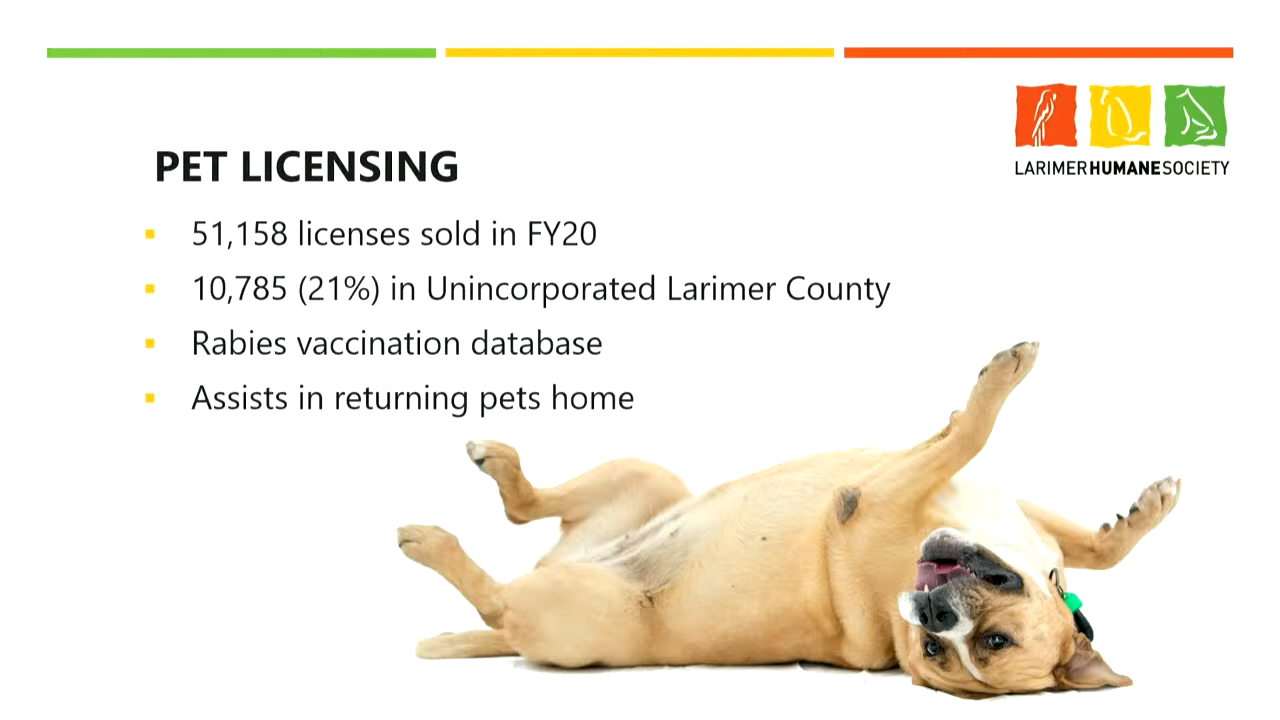 LARIMERHUMANESOCIETY
PET LICENSING
51,158 licenses sold in FY20
10,785 (21%) in Unincorporated Larimer County
Rabies vaccination database
Assists in returning pets home